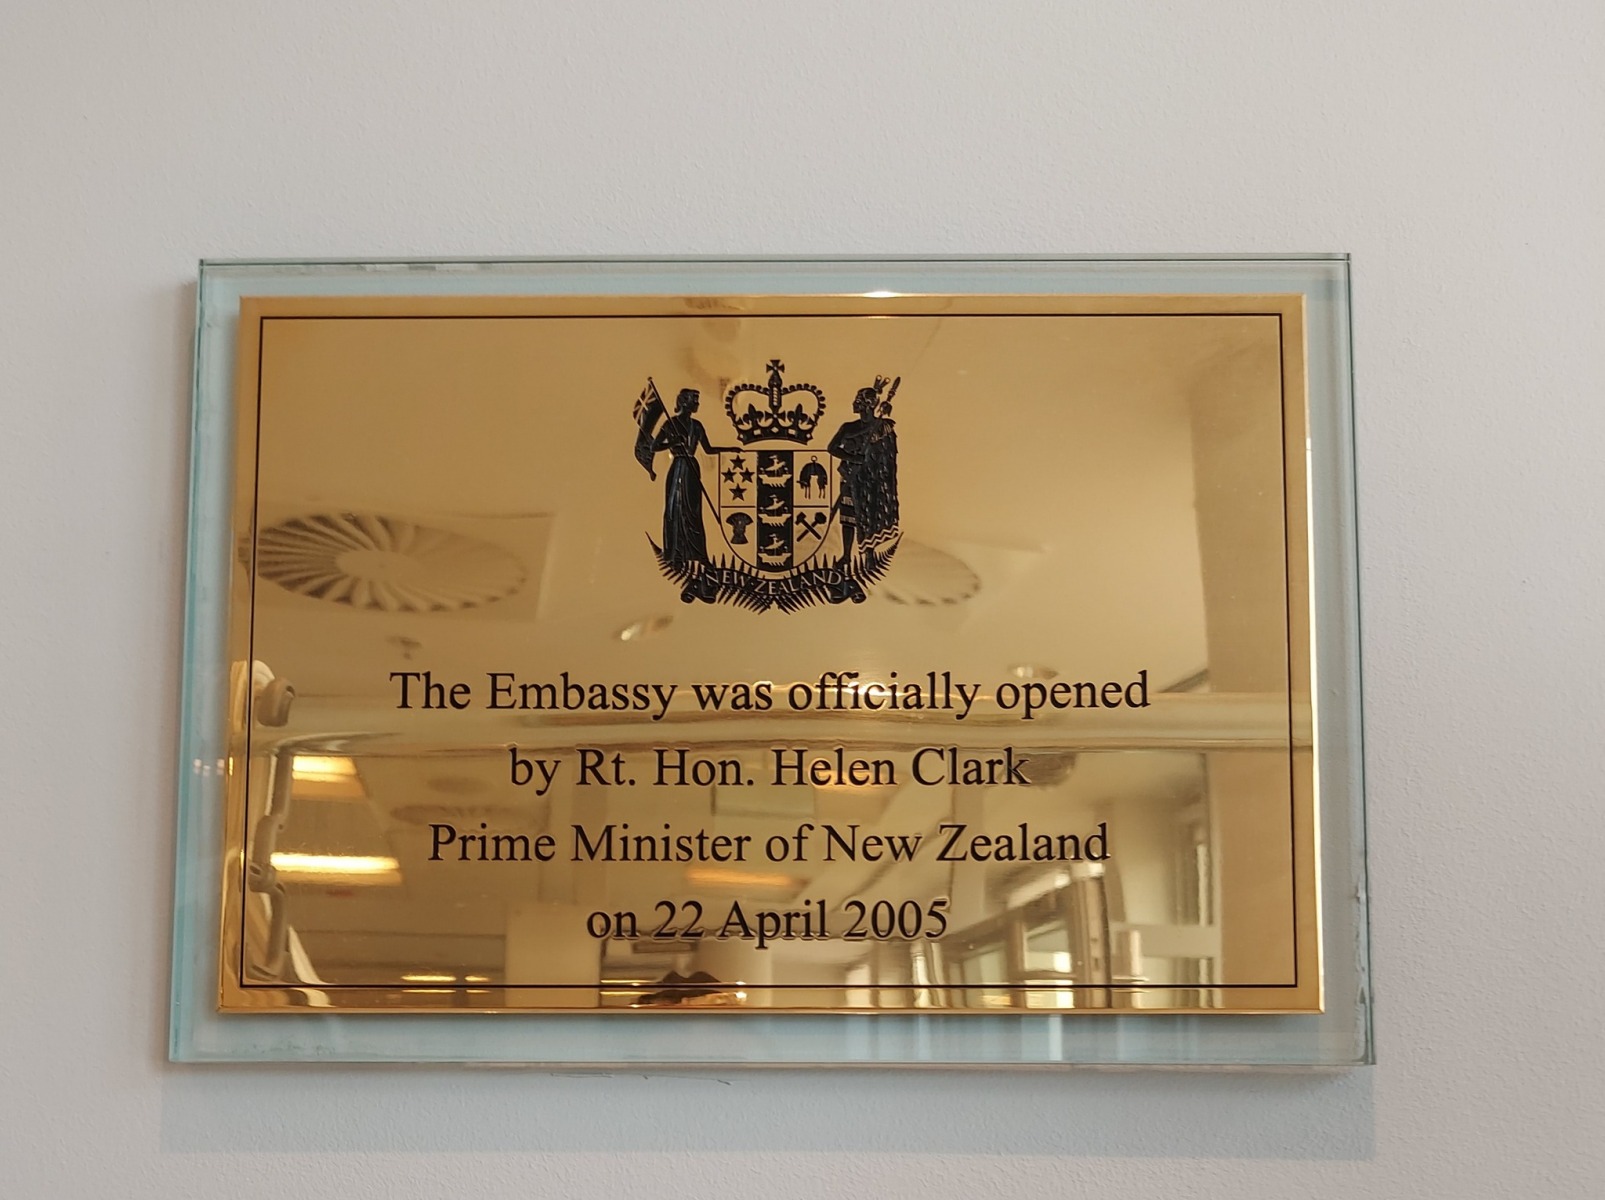 NEW ZEALAND
The Embassy was officially opened
by Rt. Hon. Helen Clark
Prime Minister of New Zealand
on 22 April 2005